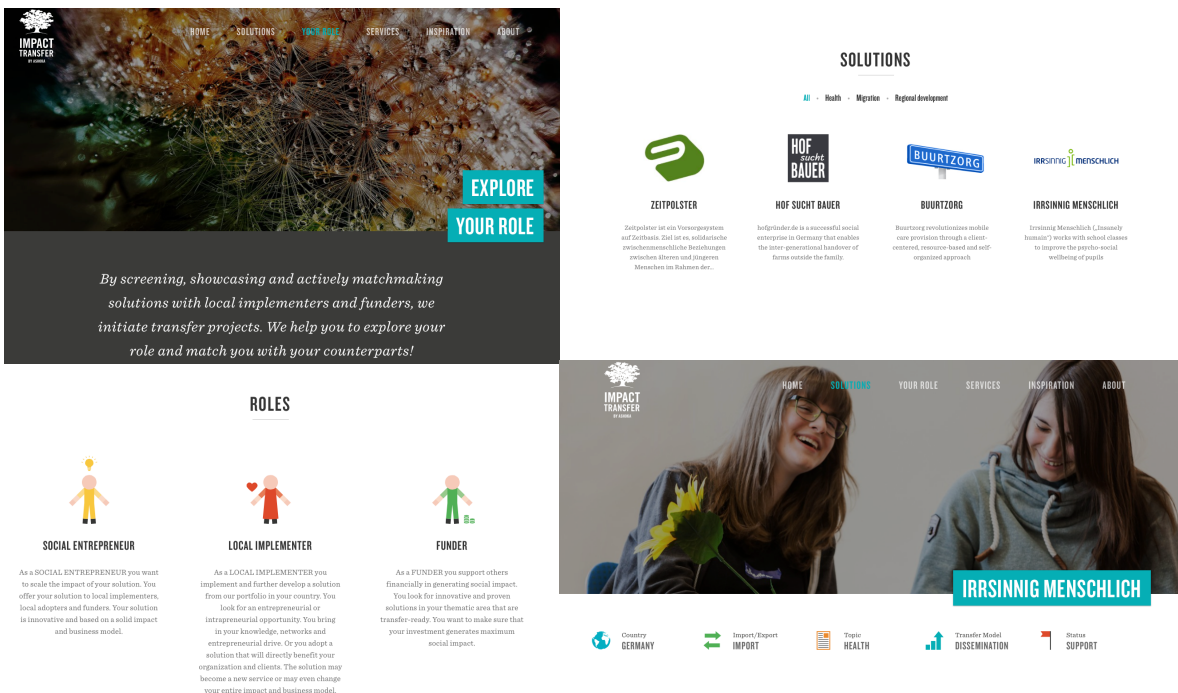 IMPACT
TRANSFER
BY ASHOKA
HOME SOLUTIONS YOUR ROLE SERVICES INSPIRATION ABOUT
EXPLORE
YOUR ROLE
By screening, showcasing and actively matchmaking
solutions with local implementers and funders, we
initiate transfer projects. We help you to explore your
role and match you with your counterparts!
ROLES
SOCIAL ENTREPRENEUR
As a SOCIAL ENTREPRENEUR you want
to scale the impact of your solution. You
offer your solution to local implementers,
local adopters and funders. Your solution
is innovative and based on a solid impact
and business model.
LOCAL IMPLEMENTER
As a LOCAL IMPLEMENTER you
implement and further develop a solution
from our portfolio in your country. You
look for an entrepreneurial or
intrapreneurial opportunity. You bring
in your knowledge, networks and
entrepreneurial drive. Or you adopt a
solution that will directly benefit your
organization and clients. The solution may
become a new service or may even change
your entire impact and business model.
FUNDER
As a FUNDER you support others
financially in generating social impact.
You look for innovative and proven
solutions in your thematic area that are
transfer-ready. You want to make sure that
your investment generates maximum
social impact.
SOLUTIONS
All • Health • Migration • Regional development
ZEITPOLSTER
Zeitpolster ist ein Vorsorgesystem
auf Zeitbasis. Ziel ist es, solidarische
zwischenmenschliche Beziehungen
zwischen älteren und jüngeren
Menschen im Rahmen der...
HOF
sucht
BAUER
HOF SUCHT BAUER
hofgründer.de is a successful social
enterprise in Germany that enables
the inter-generational handover of
farms outside the family.
BUURTZORG
BUURTZORG
Buurtzorg revolutionizes mobile
care provision through a client-
centered, resource-based and self-
organized approach
IRRSINNIG MENSCHLICH
IRRSINNIG MENSCHLICH
Irrsinnig Menschlich („Insanely
humain") works with school classes
to improve the psycho-social
wellbeing of pupils
IMPACT
TRANSFER
BY ASHOKA
HOME SOLUTIONS YOUR ROLE SERVICES INSPIRATION ABOUT
IRRSINNIG MENSCHLICH
Country
GERMANY
Import/Export
IMPORT
Topic
HEALTH
Transfer Model
DISSEMINATION
Status
SUPPORT